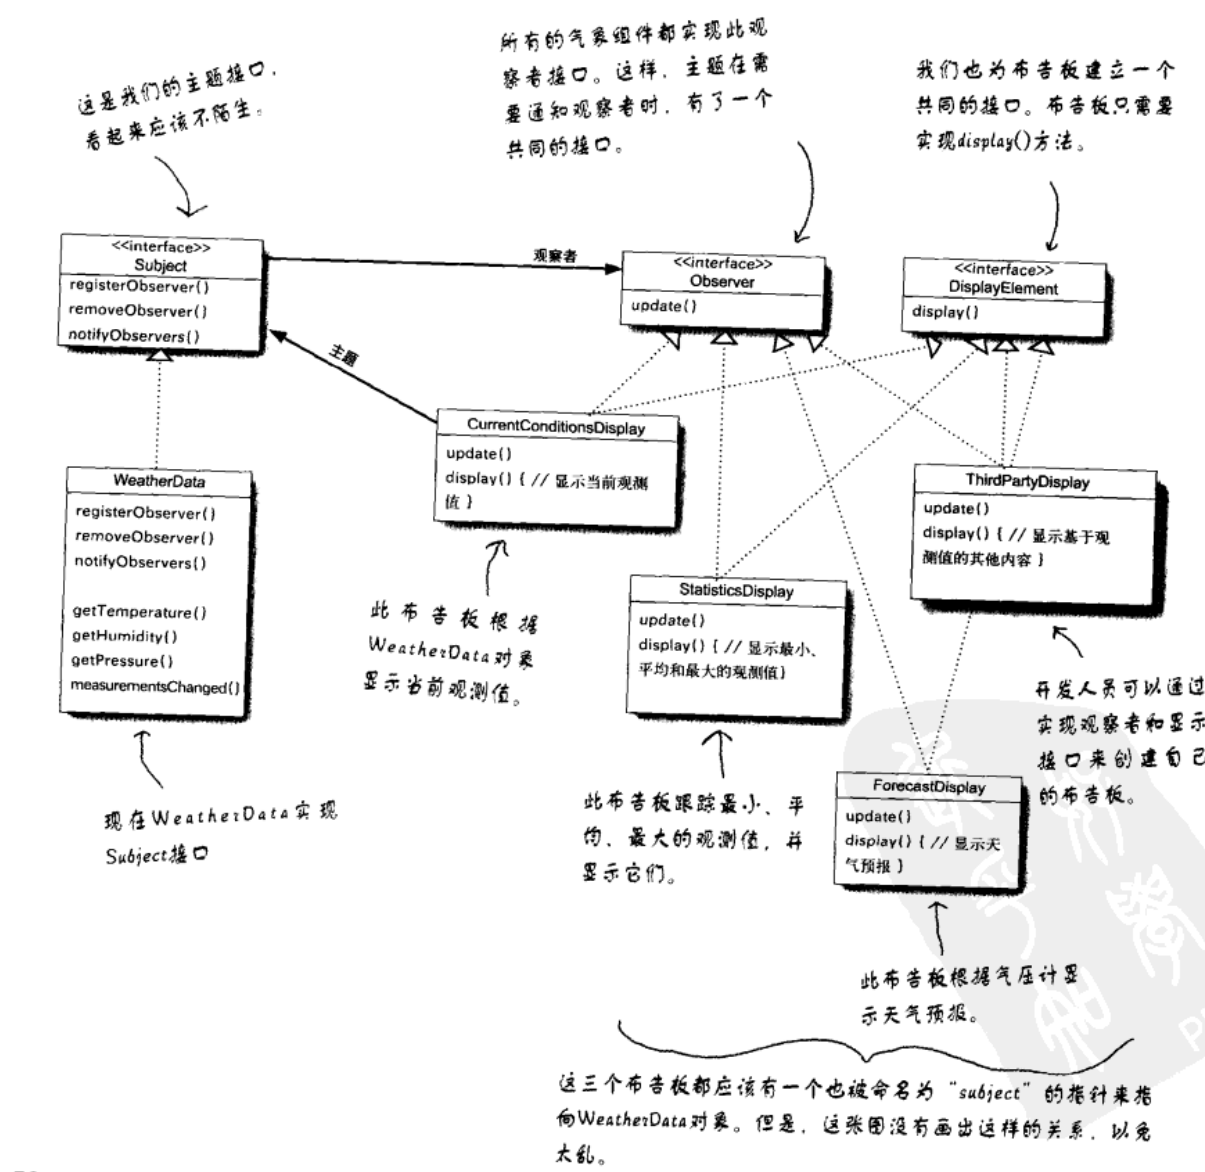 这是我们的主题接口,
看起来应该不陌生。
所有的气象组件都实现此观
察者接口。这样，主题在需
要通知观察者时，有了一个
共同的接口。
我们也为布告板建立一个
共同的接口。布告板只需要
实现display()方法。
<<interface>>
Subject
registerObserver()
removeObserver()
notifyObservers()
观察者
<<interface>>
Observer
update()
<<interface>>
DisplayElement
display()
主题
CurrentConditionsDisplay
update()
display() { // 显示当前观测
值 }
WeatherData
registerObserver()
removeObserver()
notifyObservers()
getTemperature()
getHumidity()
getPressure()
measurementsChanged()
ThirdPartyDisplay
update()
display() { // 显示基于观
测值的其他内容 }
StatisticsDisplay
update()
display() { // 显示最小、
平均和最大的观测值}
此布告板根据
WeatherData对象
显示当前观测值。
开发人员可以通过
实现观察者和显示
接口来创建自己
的布告板。
现在WeatherData实现
Subject接口
此布告板跟踪最小、平
均、最大的观测值，并
显示它们。
ForecastDisplay
update()
display() { // 显示天
气预报 }
此布告板根据气压计显
示天气预报。
这三个布告板都应该有一个也被命名为“subject”的指针来指
向WeatherData对象。但是，这张图没有画出这样的关系，以免
太乱。